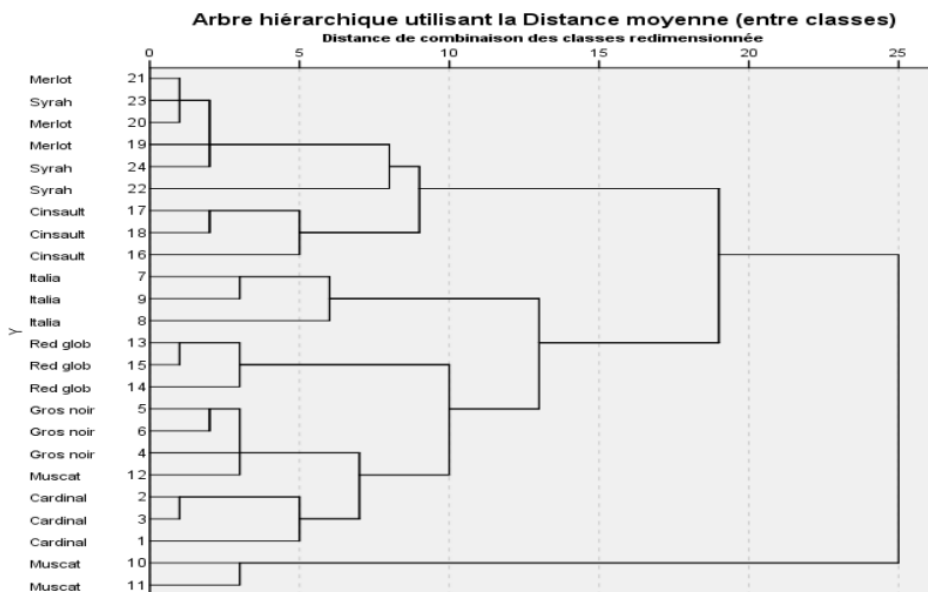 Arbre hiérarchique utilisant la Distance moyenne (entre classes)
Distance de combinaison des classes redimensionnée
0 5 10 15 20 25
Merlot 21
Syrah 23
Merlot 20
Merlot 19
Syrah 24
Syrah 22
Cinsault 17
Cinsault 18
Cinsault 16
Italia 7
Italia 9
Italia 8
Y
Red glob 13
Red glob 15
Red glob 14
Gros noir 5
Gros noir 6
Gros noir 4
Muscat 12
Cardinal 2
Cardinal 3
Cardinal 1
Muscat 10
Muscat 11